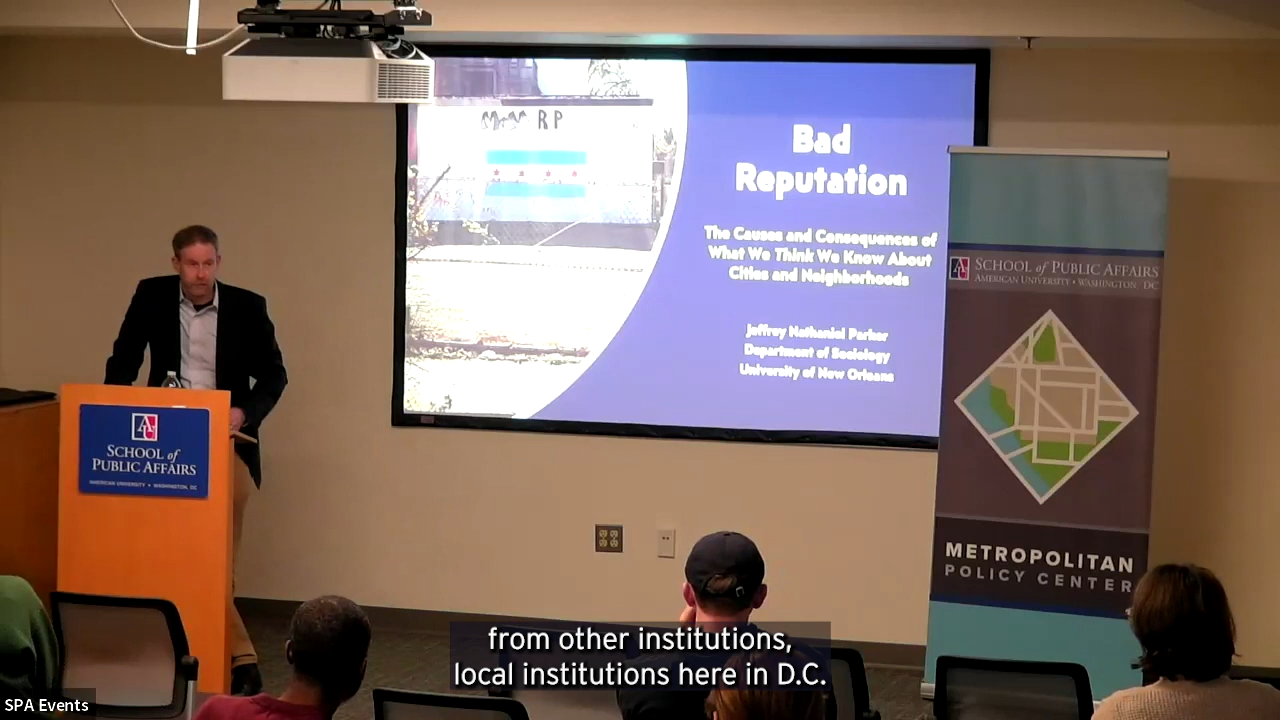 M RP
Bad
Reputation
The Causes and Consequences of
What We Think We Know About
Cities and Neighborhoods
Jeffrey Nathaniel Parker
Department of Sociology
University of New Orleans
SCHOOL of PUBLIC AFFAIRS
AMERICAN UNIVERSITY • WASHINGTON, DC
METROPOLITAN
POLICY CENTER
AU
SCHOOL of
PUBLIC AFFAIRS
AMERICAN UNIVERSITY • WASHINGTON, DC
from other institutions,
local institutions here in D.C.
SPA Events